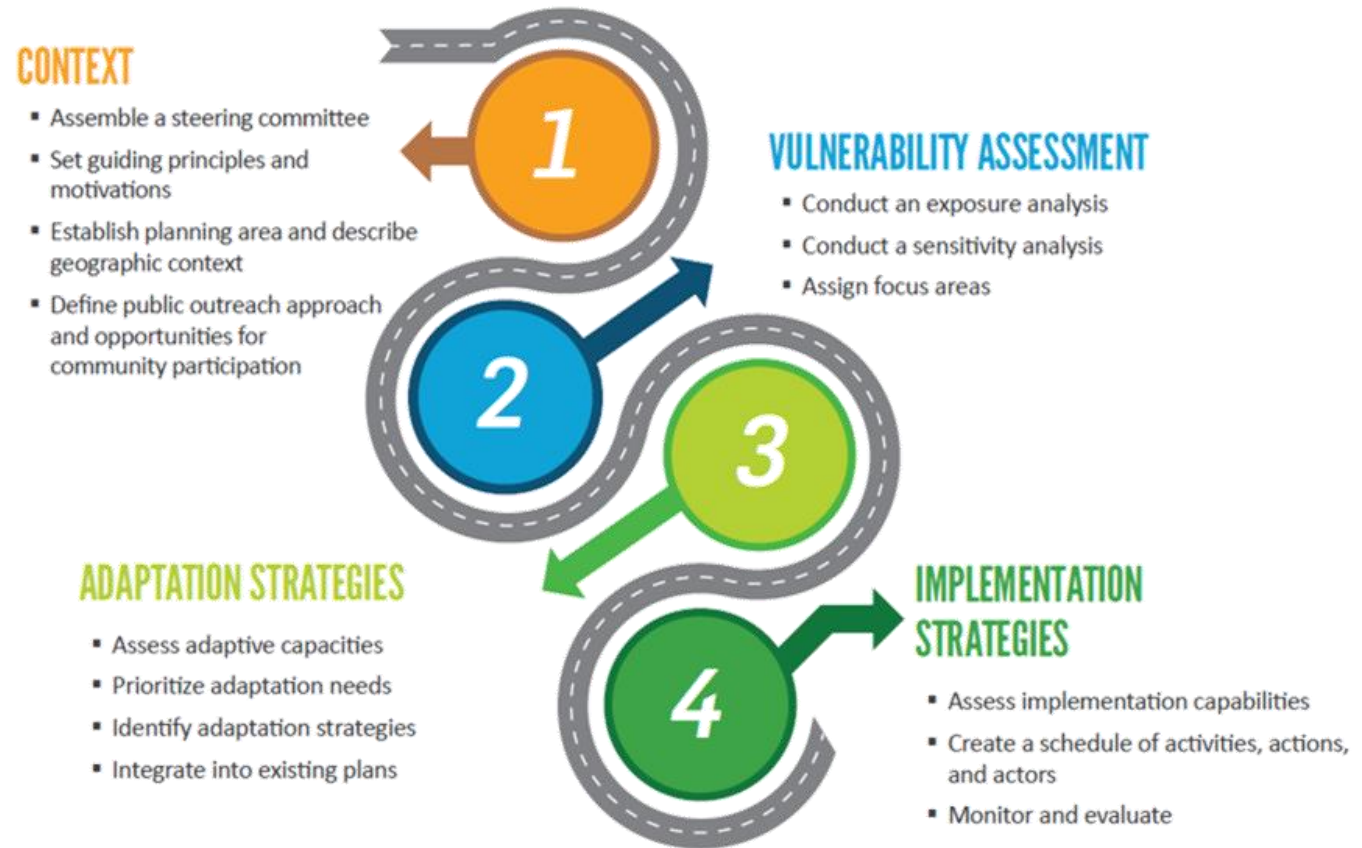 CONTEXT
▪ Assemble a steering committee
▪ Set guiding principles and
motivations
▪ Establish planning area and describe
geographic context
▪ Define public outreach approach
and opportunities for
community participation
1
VULNERABILITY ASSESSMENT
▪ Conduct an exposure analysis
▪ Conduct a sensitivity analysis
▪ Assign focus areas
2
3
ADAPTATION STRATEGIES
▪ Assess adaptive capacities
▪ Prioritize adaptation needs
▪ Identify adaptation strategies
▪ Integrate into existing plans
4
IMPLEMENTATION
STRATEGIES
▪ Assess implementation capabilities
▪ Create a schedule of activities, actions,
and actors
▪ Monitor and evaluate